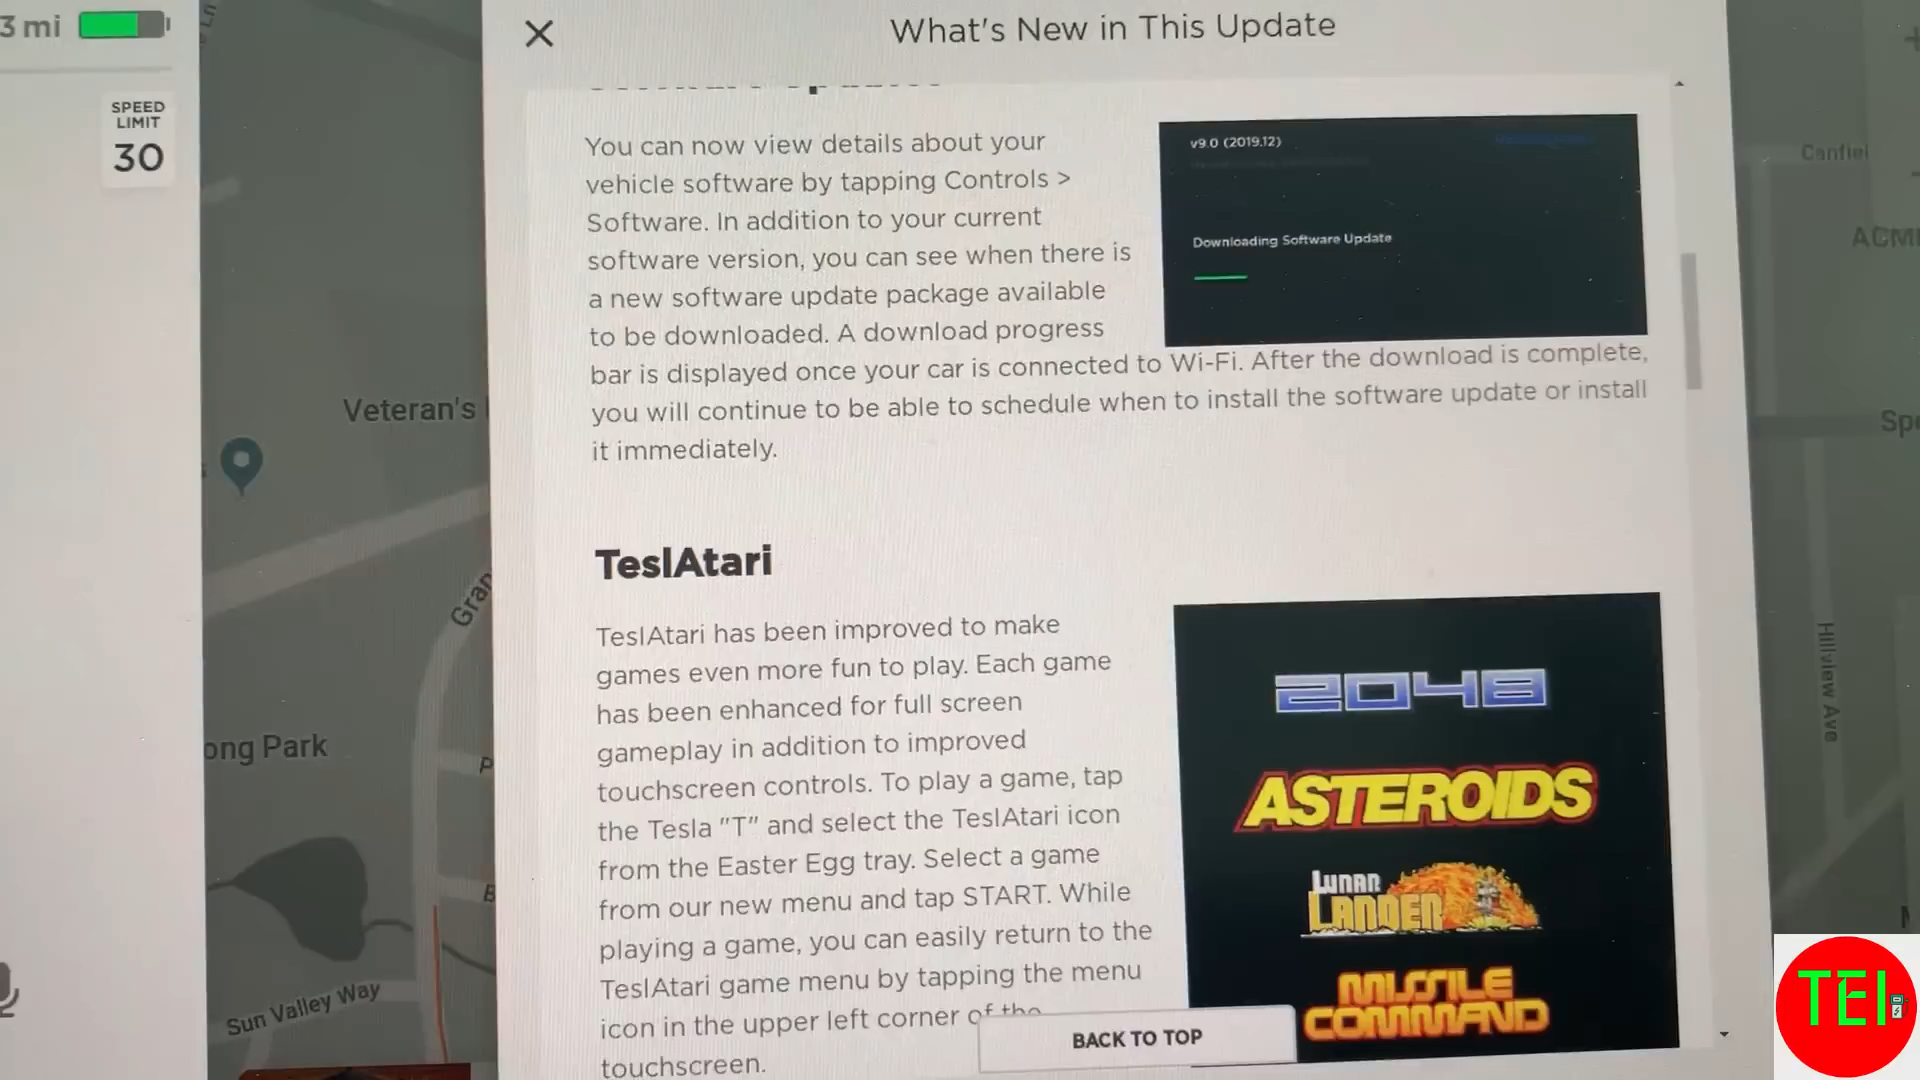 3 mi
SPEED
LIMIT
30
What's New in This Update
You can now view details about your
vehicle software by tapping Controls >
Software. In addition to your current
software version, you can see when there is
a new software update package available
to be downloaded. A download progress
bar is displayed once your car is connected to Wi-Fi. After the download is complete,
you will continue to be able to schedule when to install the software update or install
it immediately.
v9.0 (2019.12)
Downloading Software Update
TeslAtari
TeslAtari has been improved to make
games even more fun to play. Each game
has been enhanced for full screen
gameplay in addition to improved
touchscreen controls. To play a game, tap
the Tesla "T" and select the TeslAtari icon
from the Easter Egg tray. Select a game
from our new menu and tap START. While
playing a game, you can easily return to the
TeslAtari game menu by tapping the menu
icon in the upper left corner of the
touchscreen.
2048
ASTEROIDS
LUNAR
LANDER
MISSILE
COMMAND
BACK TO TOP
Veteran's
Gran
ong Park
P
B
Sun Valley Way
Canfiel
ACM
Sp
Hillview Ave
TEI